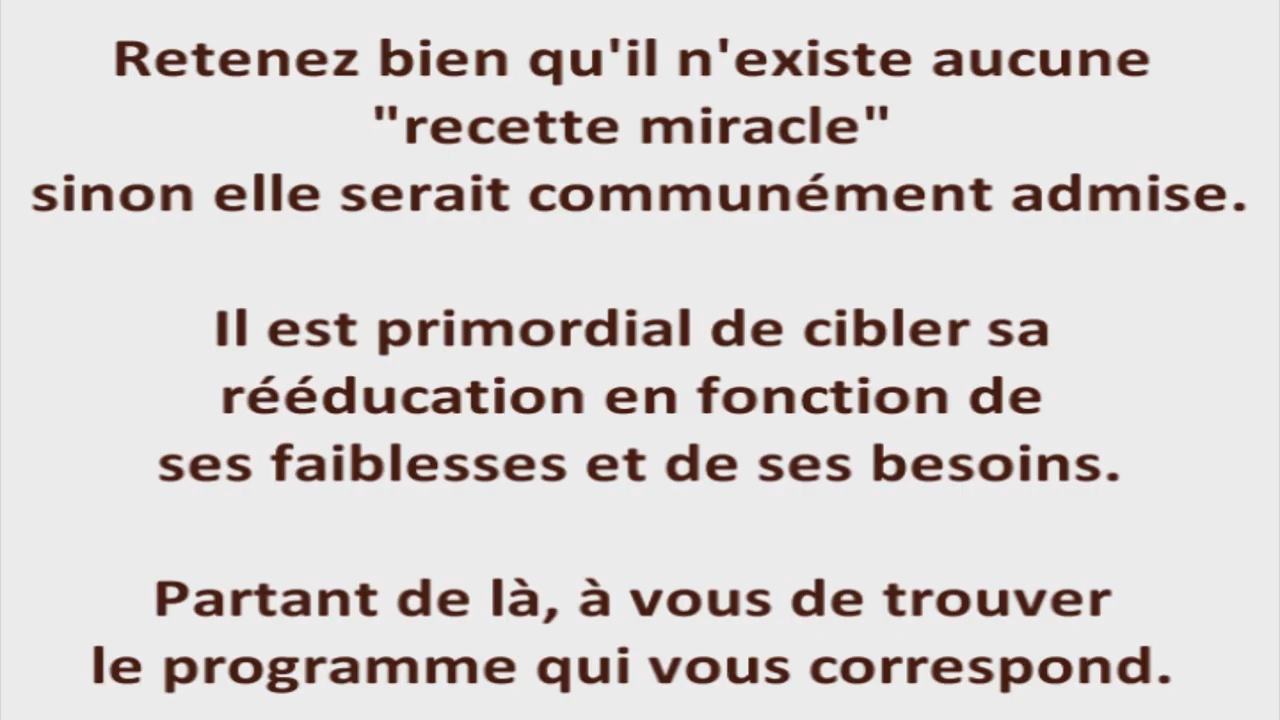 Retenez bien qu'il n'existe aucune
"recette miracle"
sinon elle serait communément admise.
Il est primordial de cibler sa
rééducation en fonction de
ses faiblesses et de ses besoins.
Partant de là, à vous de trouver
le programme qui vous correspond.